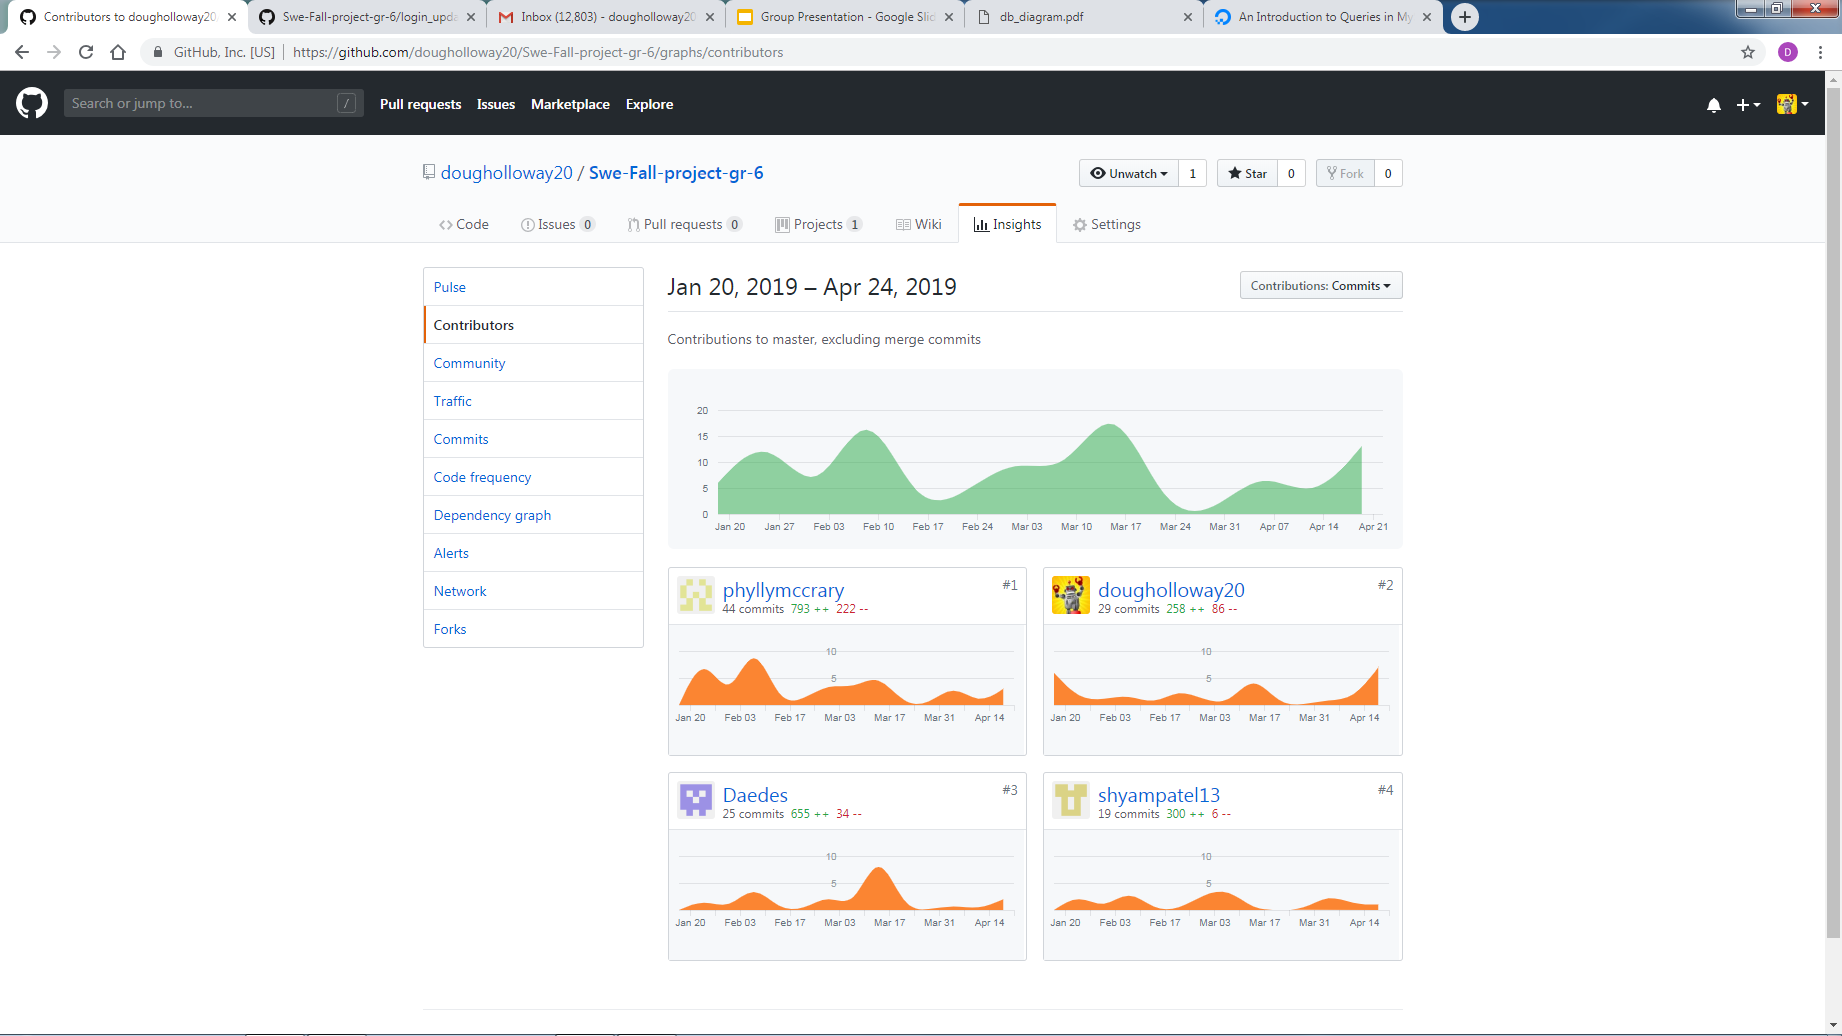 Contributors to dougholloway20
Swe-Fall-project-gr-6/login_upda
Inbox (12,803) - dougholloway20
Group Presentation - Google Slid
db_diagram.pdf
An Introduction to Queries in My
GitHub, Inc. [US] https://github.com/dougholloway20/Swe-Fall-project-gr-6/graphs/contributors
D
Search or jump to... /
Pull requests Issues Marketplace Explore
dougholloway20 / Swe-Fall-project-gr-6
Unwatch 1 Star 0 Fork 0
Code Issues 0 Pull requests 0 Projects 1 Wiki Insights Settings
Pulse
Contributors
Community
Traffic
Commits
Code frequency
Dependency graph
Alerts
Network
Forks
Jan 20, 2019 – Apr 24, 2019
Contributions: Commits
Contributions to master, excluding merge commits
20
15
10
5
0
Jan 20 Jan 27 Feb 03 Feb 10 Feb 17 Feb 24 Mar 03 Mar 10 Mar 17 Mar 24 Mar 31 Apr 07 Apr 14 Apr 21
phyllymccrary #1
44 commits 793 ++ 222 --
10
5
Jan 20 Feb 03 Feb 17 Mar 03 Mar 17 Mar 31 Apr 14
dougholloway20 #2
29 commits 258 ++ 86 --
10
5
Jan 20 Feb 03 Feb 17 Mar 03 Mar 17 Mar 31 Apr 14
Daedes #3
25 commits 655 ++ 34 --
10
5
Jan 20 Feb 03 Feb 17 Mar 03 Mar 17 Mar 31 Apr 14
shyampatel13 #4
19 commits 300 ++ 6 --
10
5
Jan 20 Feb 03 Feb 17 Mar 03 Mar 17 Mar 31 Apr 14